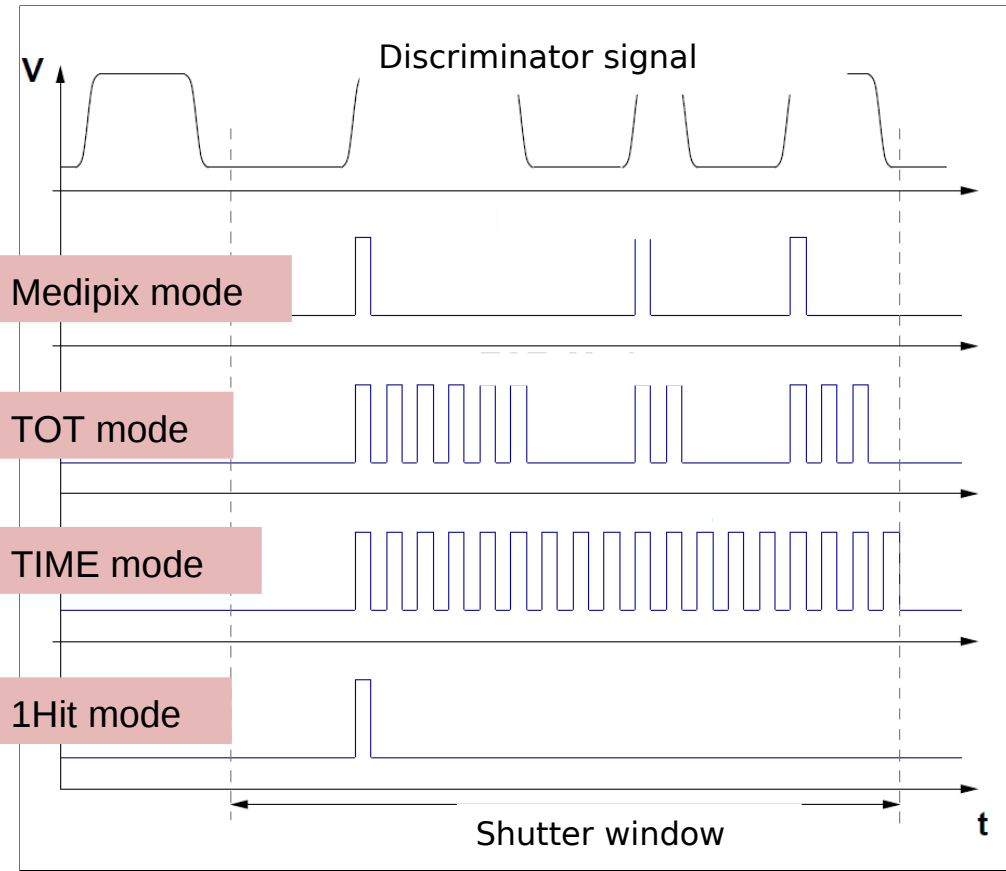 Discriminator signal
V
Medipix mode
TOT mode
TIME mode
1Hit mode
Shutter window
t